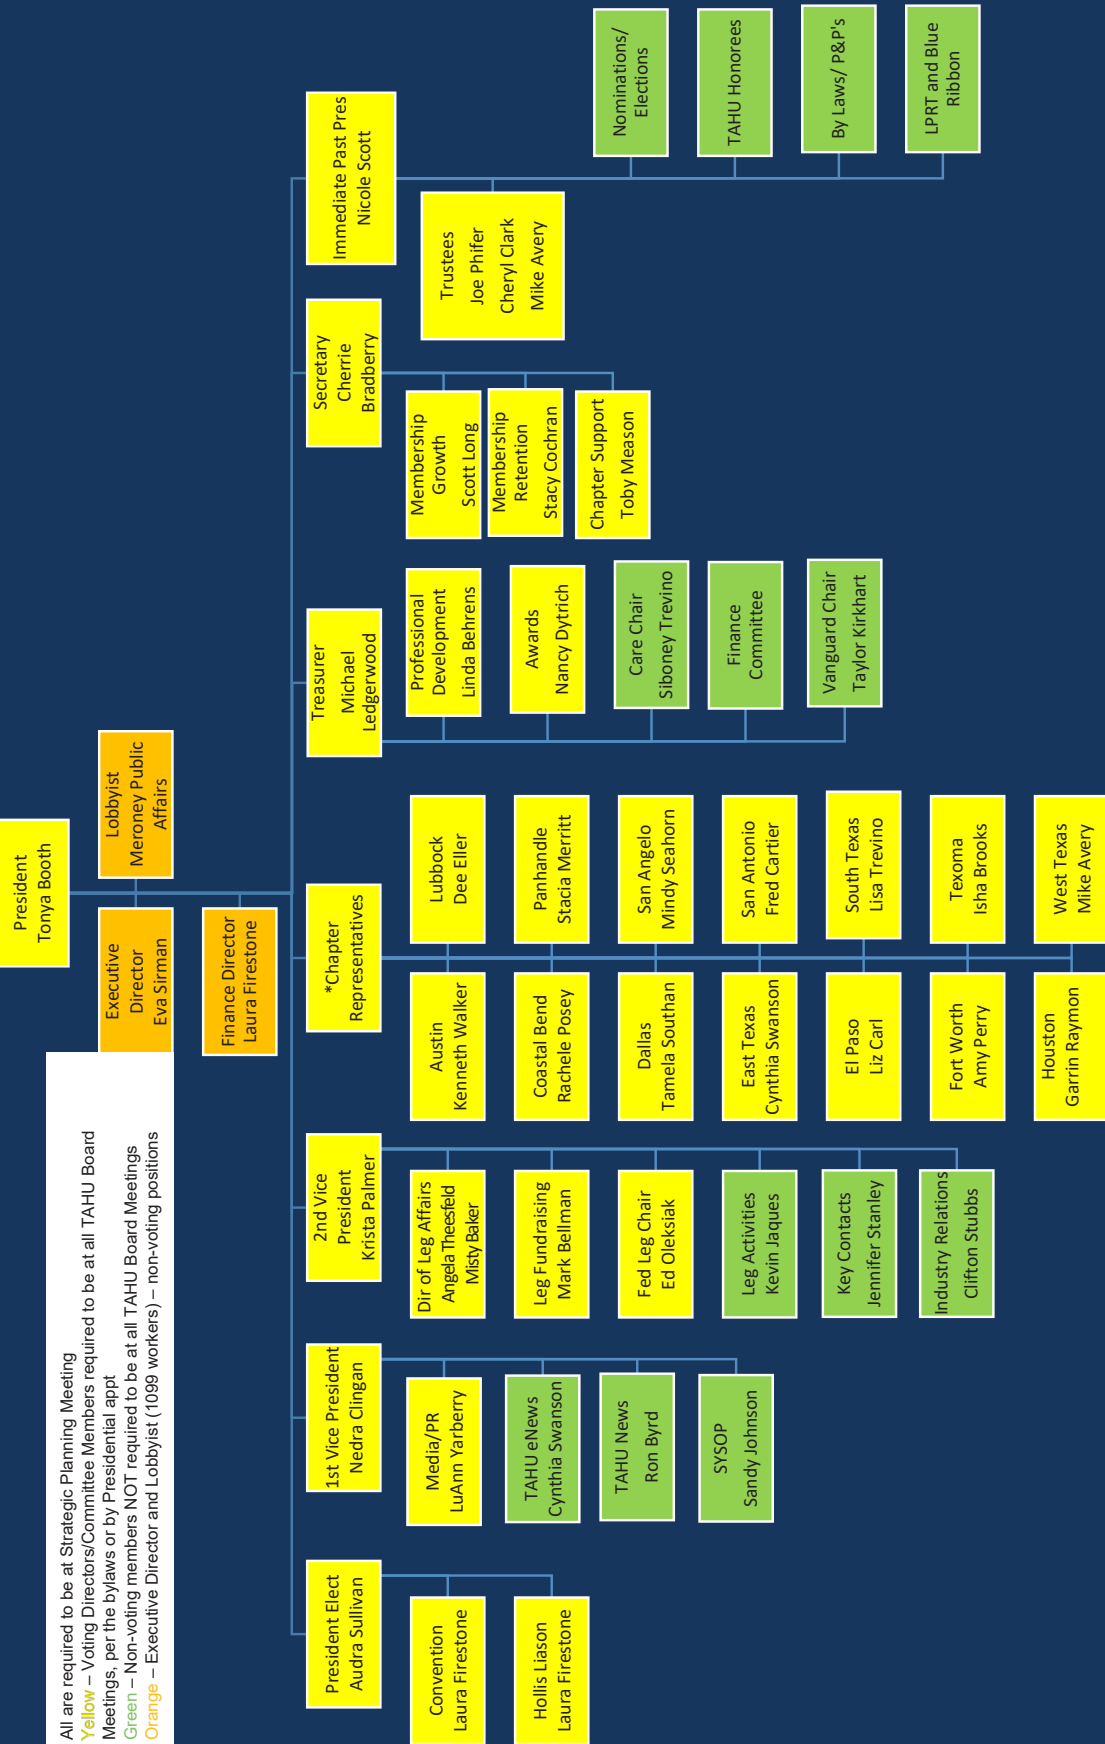 All are required to be at Strategic Planning Meeting
Yellow – Voting Directors/Committee Members required to be at all TAHU Board
Meetings, per the bylaws or by Presidential appt
Green – Non-voting members NOT required to be at all TAHU Board Meetings
Orange – Executive Director and Lobbyist (1099 workers) – non-voting positions
President
Tonya Booth
Executive
Director
Eva Sirman
Lobbyist
Meroney Public
Affairs
Finance Director
Laura Firestone
President Elect
Audra Sullivan
Convention
Laura Firestone
Hollis Liason
Laura Firestone
1st Vice President
Nedra Clingan
Media/PR
LuAnn Yarberry
TAHU eNews
Cynthia Swanson
TAHU News
Ron Byrd
SYSOP
Sandy Johnson
2nd Vice
President
Krista Palmer
Dir of Leg Affairs
Angela Theesfeld
Misty Baker
Leg Fundraising
Mark Bellman
Fed Leg Chair
Ed Oleksiak
Leg Activities
Kevin Jaques
Key Contacts
Jennifer Stanley
Industry Relations
Clifton Stubbs
*Chapter
Representatives
Austin
Kenneth Walker
Lubbock
Dee Eller
Coastal Bend
Rachele Posey
Panhandle
Stacia Merritt
Dallas
Tamela Southan
San Angelo
Mindy Seahorn
East Texas
Cynthia Swanson
San Antonio
Fred Cartier
El Paso
Liz Carl
South Texas
Lisa Trevino
Fort Worth
Amy Perry
Texoma
Isha Brooks
Houston
Garrin Raymon
West Texas
Mike Avery
Treasurer
Michael
Ledgerwood
Professional
Development
Linda Behrens
Awards
Nancy Dytrich
Care Chair
Siboney Trevino
Finance
Committee
Vanguard Chair
Taylor Kirkhart
Secretary
Cherrie
Bradberry
Membership
Growth
Scott Long
Membership
Retention
Stacy Cochran
Chapter Support
Toby Meason
Immediate Past Pres
Nicole Scott
Trustees
Joe Phifer
Cheryl Clark
Mike Avery
Nominations/
Elections
TAHU Honorees
By Laws/ P&P's
LPRT and Blue
Ribbon